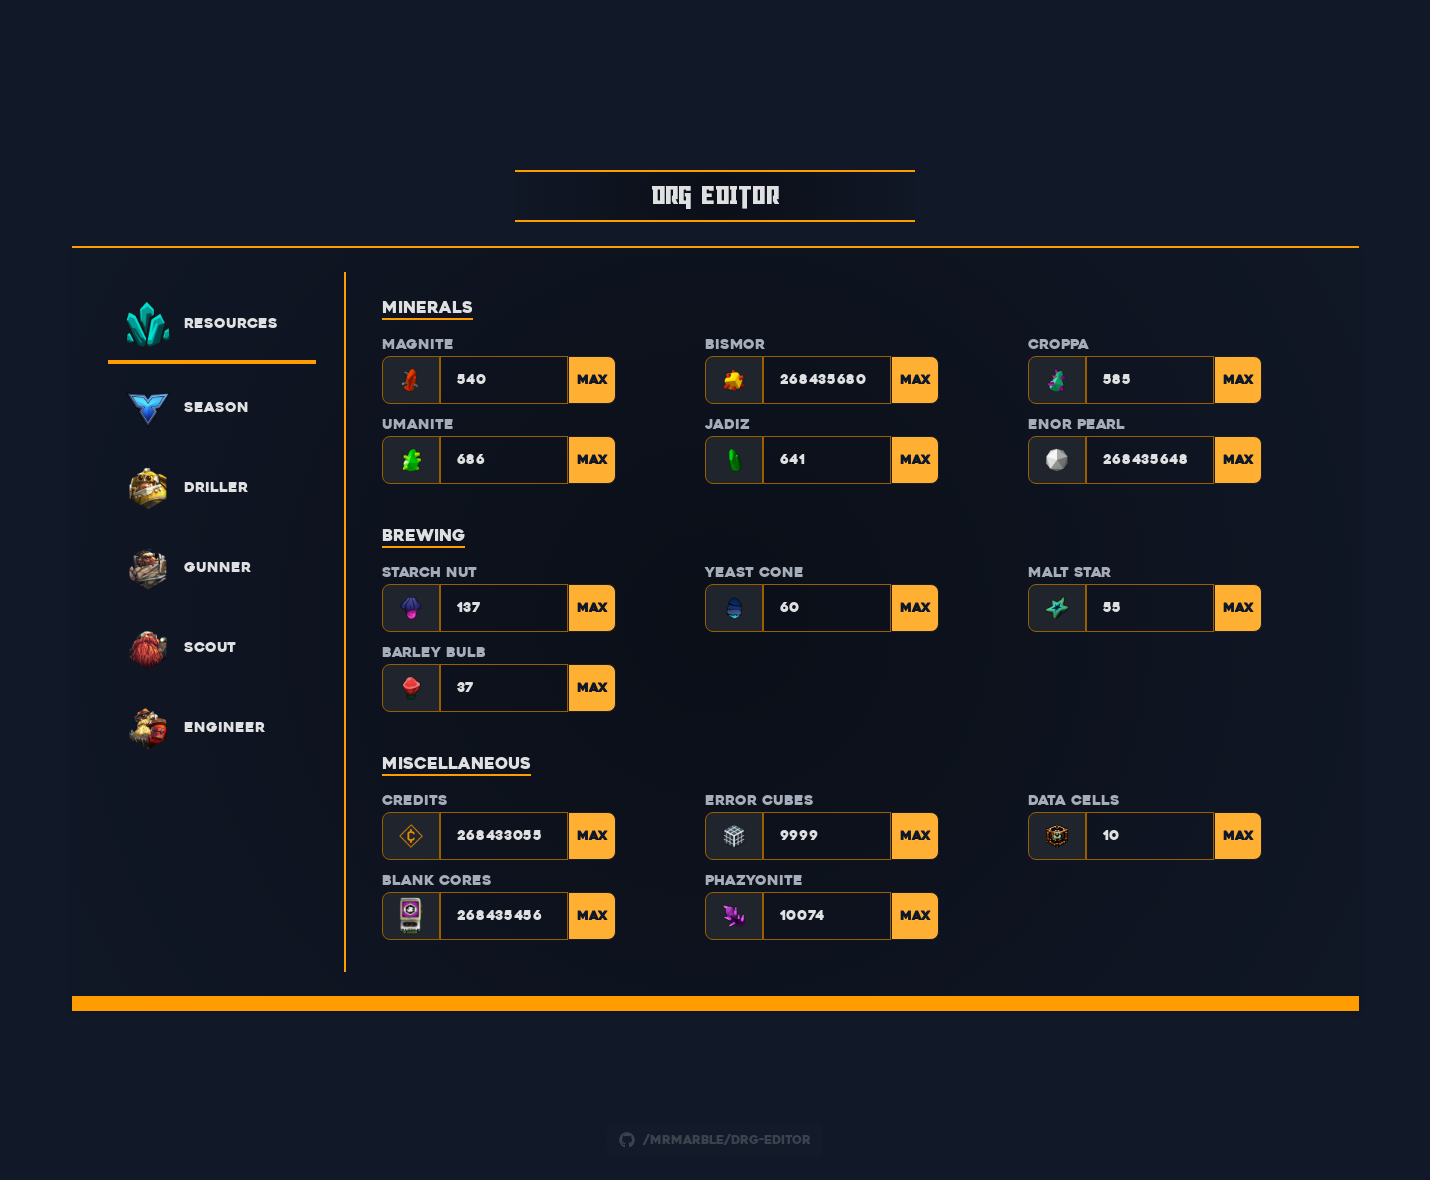 DRG EDITOR
RESOURCES
SEASON
DRILLER
GUNNER
SCOUT
ENGINEER
MINERALS
MAGNITE BISMOR CROPPA
540 MAX 268435680 MAX 585 MAX
UMANITE JADIZ ENOR PEARL
686 MAX 641 MAX 268435648 MAX
BREWING
STARCH NUT YEAST CONE MALT STAR
137 MAX 60 MAX 55 MAX
BARLEY BULB
37 MAX
MISCELLANEOUS
CREDITS ERROR CUBES DATA CELLS
268433055 MAX 9999 MAX 10 MAX
BLANK CORES PHAZYONITE
268435456 MAX 10074 MAX
/MRMARBLE/DRG-EDITOR